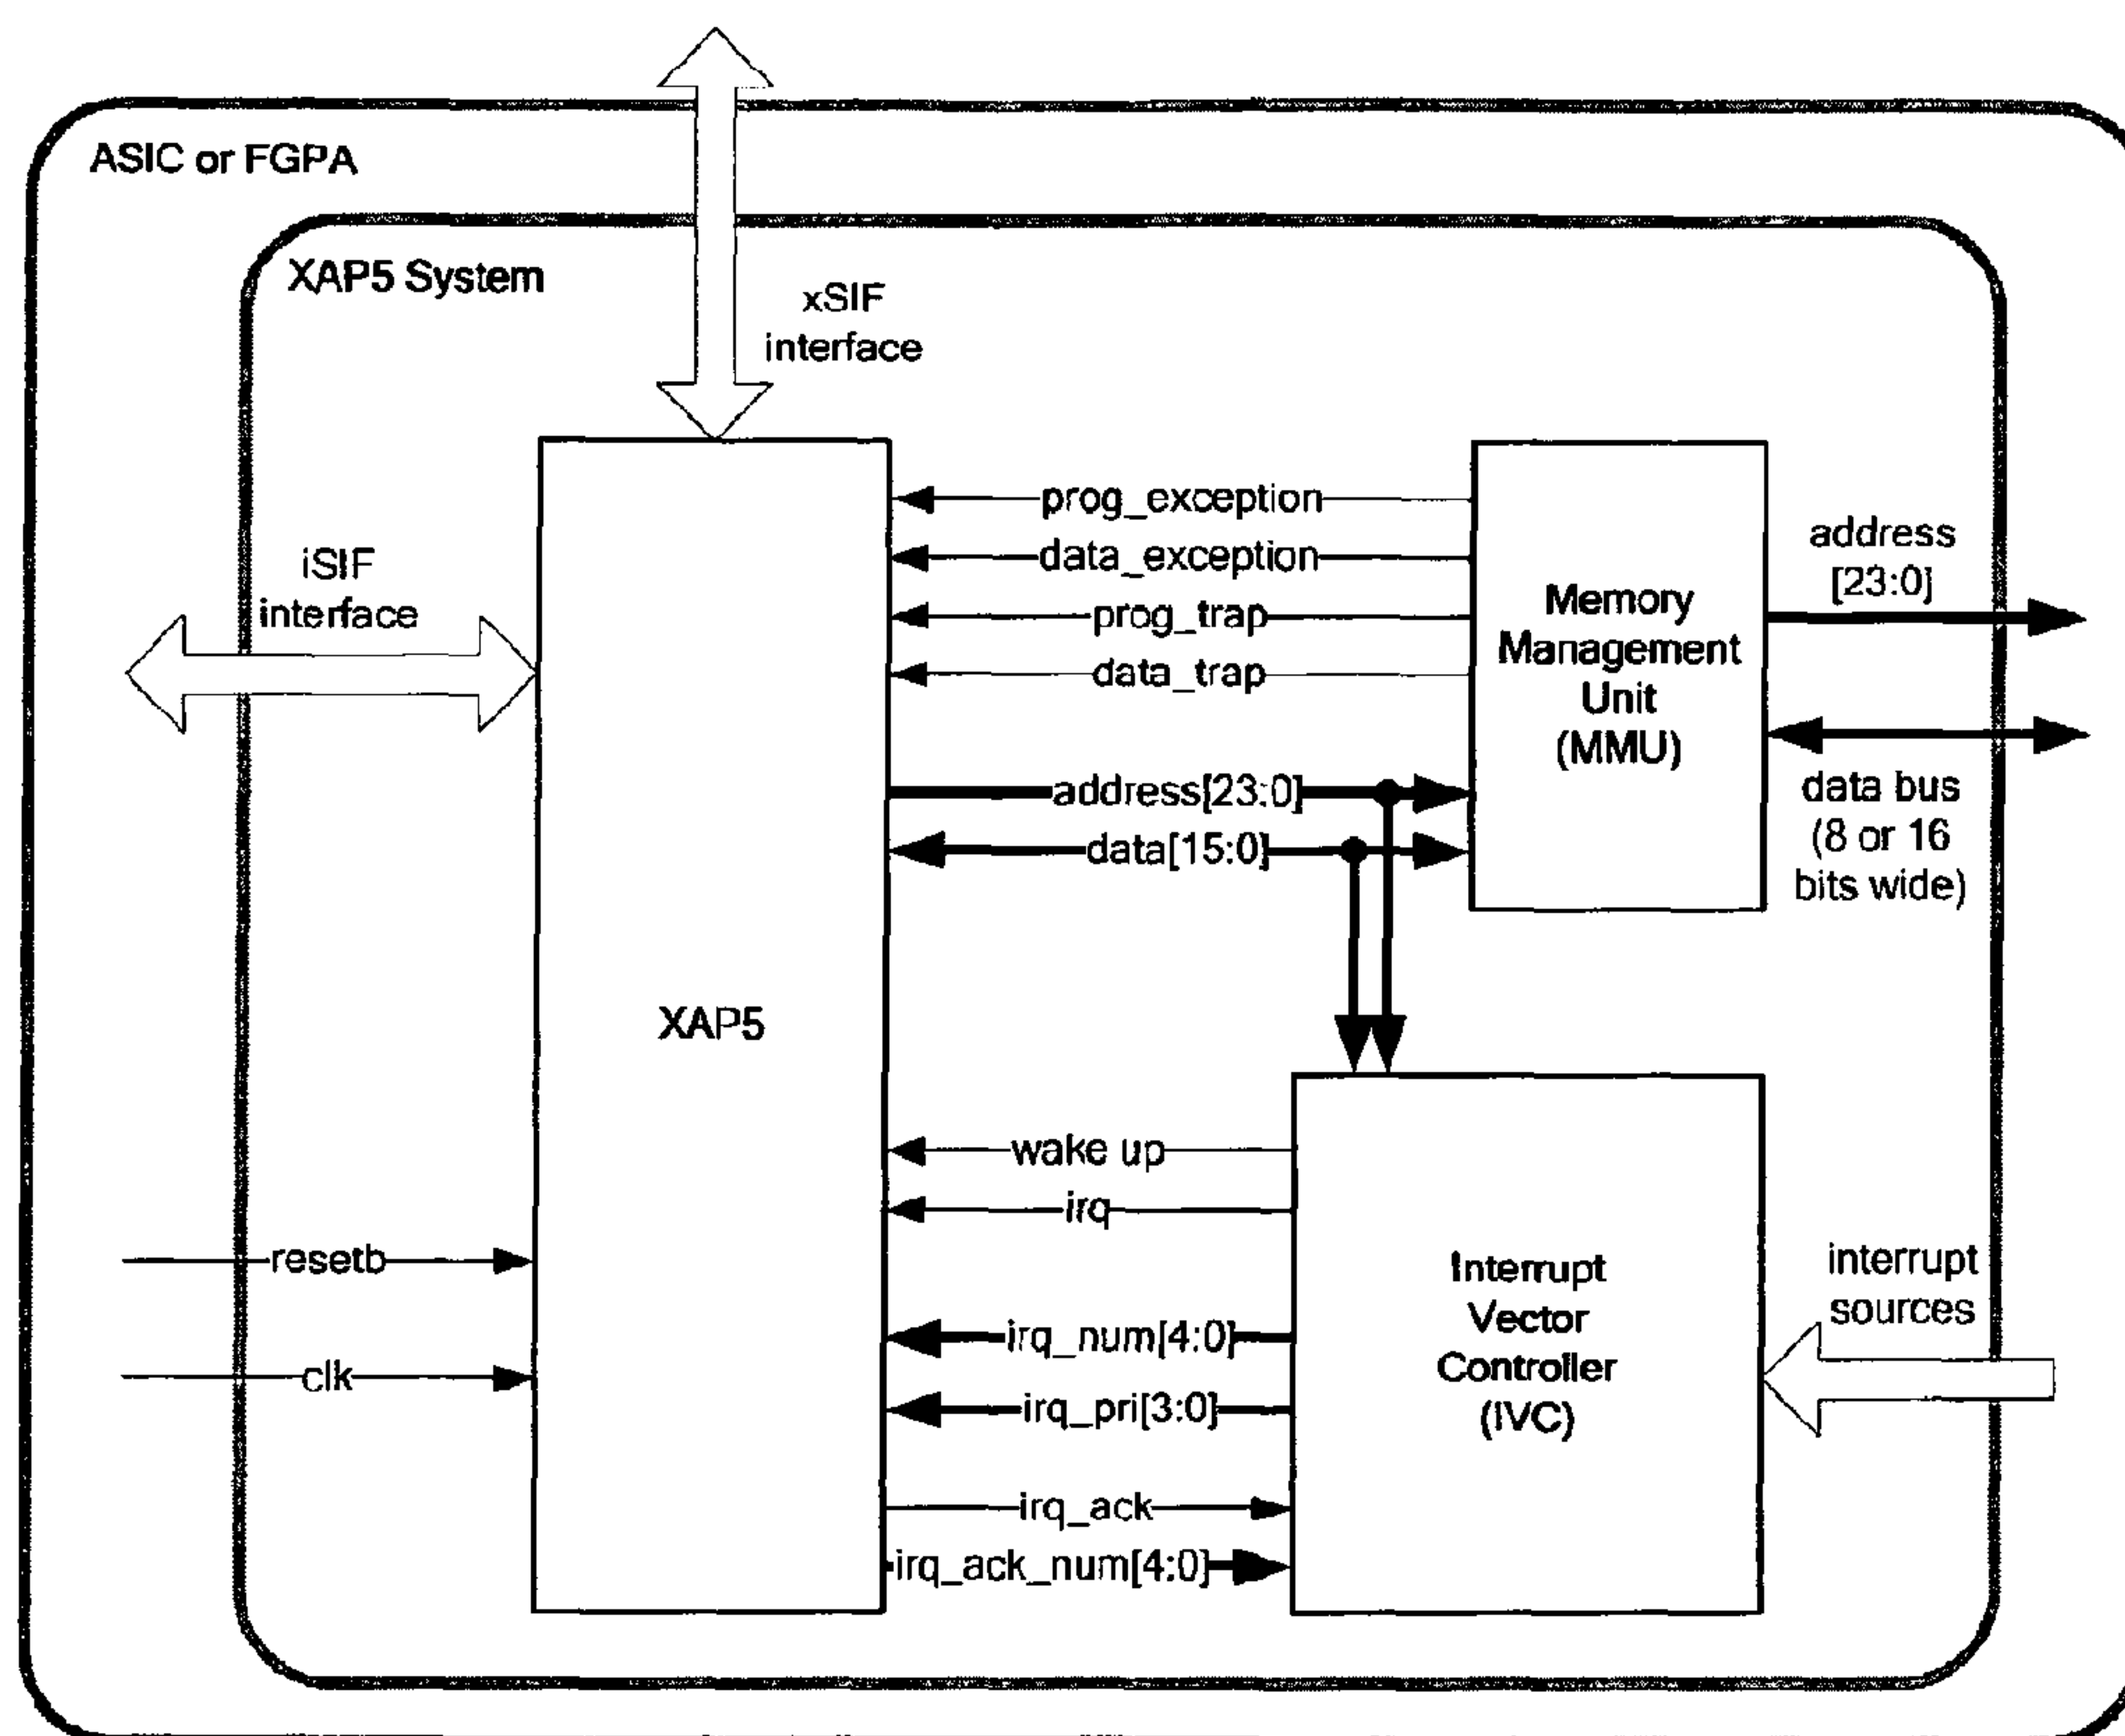 ASIC or FGPA
XAP5 System
xSIF
interface
iSIF
interface
prog_exception
data_exception
prog_trap
data_trap
address[23:0]
data[15:0]
Memory
Management
Unit
(MMU)
address
[23:0]
data bus
(8 or 16
bits wide)
XAP5
wake up
irq
resetb
clk
irq_num[4:0]
irq_pri[3:0]
irq_ack
irq_ack_num[4:0]
Interrupt
Vector
Controller
(IVC)
interrupt
sources